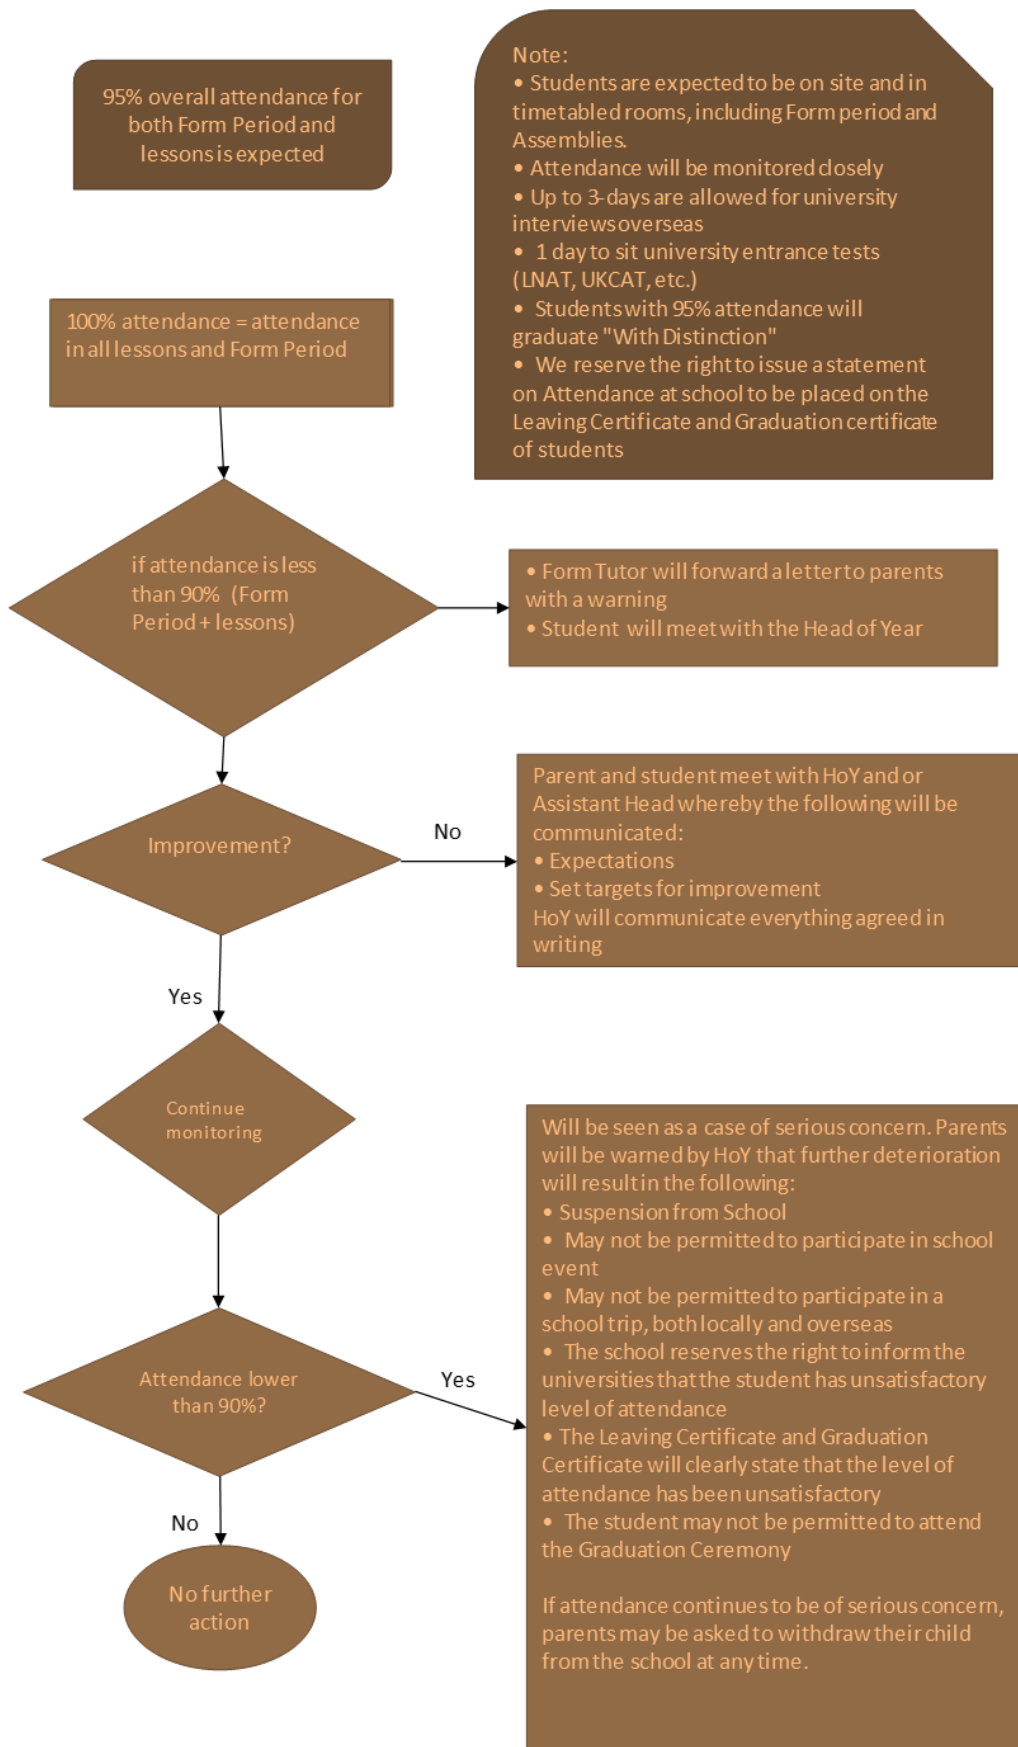 95% overall attendance for
both Form Period and
lessons is expected
Note:
• Students are expected to be on site and in
timetabled rooms, including Form period and
Assemblies.
• Attendance will be monitored closely
• Up to 3-days are allowed for university
interviews overseas
• 1 day to sit university entrance tests
(LNAT, UKCAT, etc.)
• Students with 95% attendance will
graduate "With Distinction"
• We reserve the right to issue a statement
on Attendance at school to be placed on the
Leaving Certificate and Graduation certificate
of students
100% attendance = attendance
in all lessons and Form Period
if attendance is less
than 90% (Form
Period + lessons)
• Form Tutor will forward a letter to parents
with a warning
• Student will meet with the Head of Year
Improvement?
No
Parent and student meet with HoY and or
Assistant Head whereby the following will be
communicated:
• Expectations
• Set targets for improvement
HoY will communicate everything agreed in
writing
Yes
Continue
monitoring
Attendance lower
than 90%?
Yes
Will be seen as a case of serious concern. Parents
will be warned by HoY that further deterioration
will result in the following:
• Suspension from School
• May not be permitted to participate in school
event
• May not be permitted to participate in a
school trip, both locally and overseas
• The school reserves the right to inform the
universities that the student has unsatisfactory
level of attendance
• The Leaving Certificate and Graduation
Certificate will clearly state that the level of
attendance has been unsatisfactory
• The student may not be permitted to attend
the Graduation Ceremony
If attendance continues to be of serious concern,
parents may be asked to withdraw their child
from the school at any time.
No
No further
action